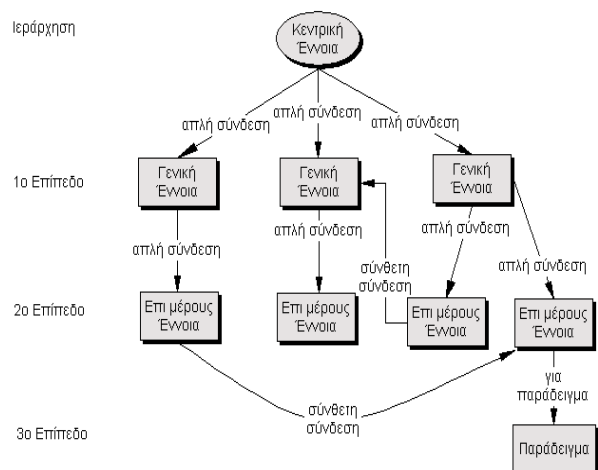 Ιεράρχηση
Κεντρική
Έννοια
απλή σύνδεση
απλή σύνδεση
απλή σύνδεση
1ο Επίπεδο
Γενική
Έννοια
Γενική
Έννοια
Γενική
Έννοια
απλή σύνδεση
απλή σύνδεση
σύνθετη
σύνδεση
απλή σύνδεση
απλή σύνδεση
2ο Επίπεδο
Επι μέρους
Έννοια
Επι μέρους
Έννοια
Επι μέρους
Έννοια
Επι μέρους
Έννοια
σύνθετη
σύνδεση
για
παράδειγμα
3ο Επίπεδο
Παράδειγμα